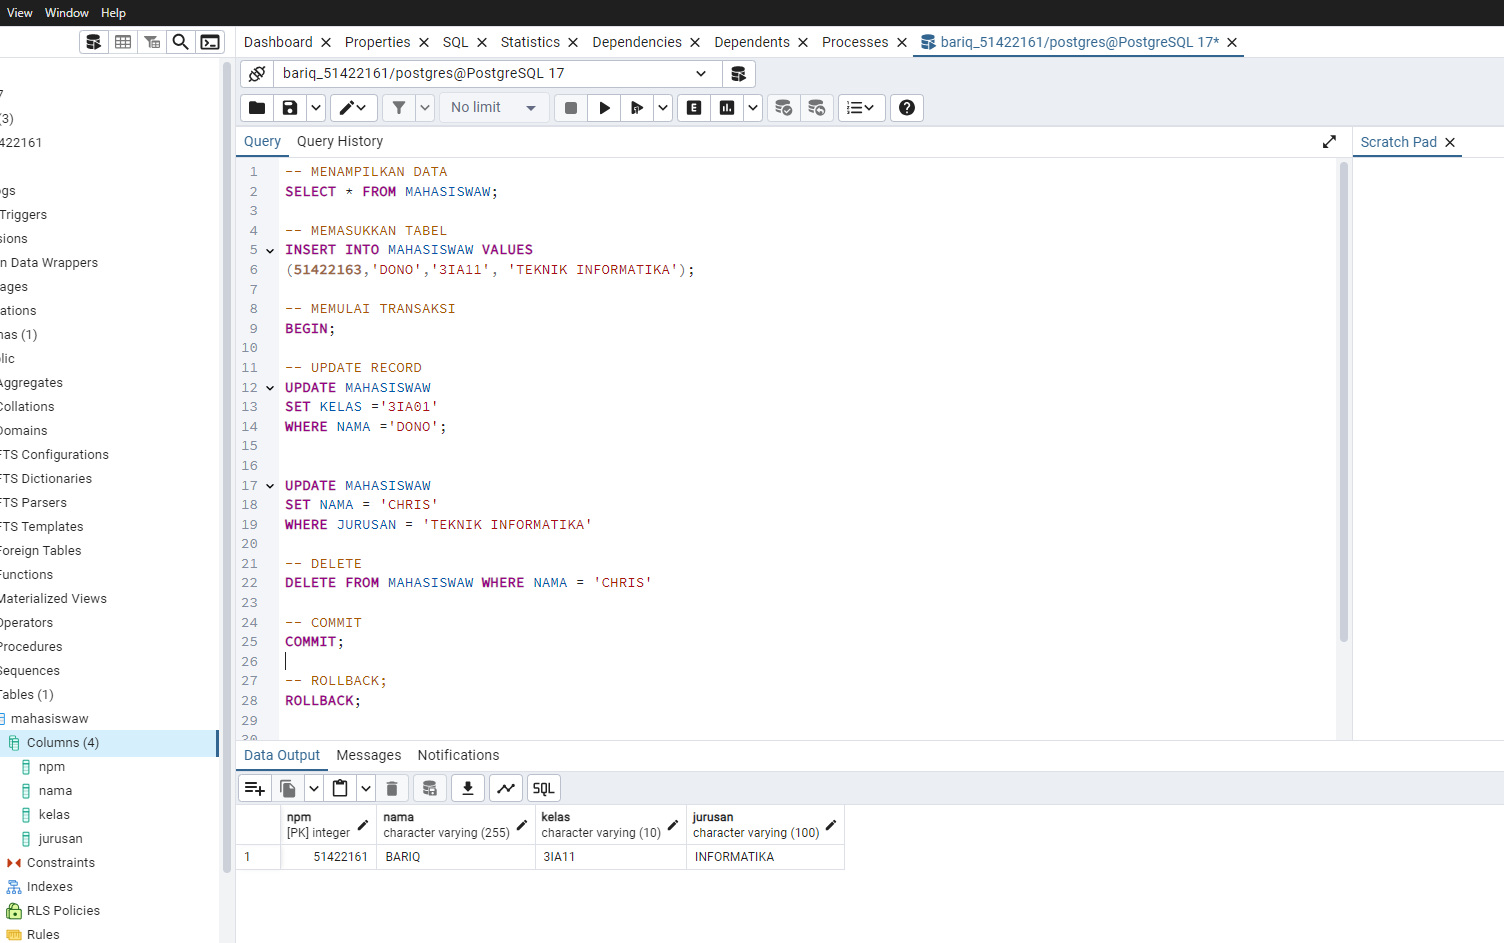 View Window Help
Dashboard Properties SQL Statistics Dependencies Dependents Processes bariq_51422161/postgres@PostgreSQL 17*
bariq_51422161/postgres@PostgreSQL 17
No limit
E
Query Query History
Scratch Pad
7
(3)
422161
gs
Triggers
sions
n Data Wrappers
ages
ations
nas (1)
lic
Aggregates
Collations
Domains
FTS Configurations
FTS Dictionaries
FTS Parsers
FTS Templates
Foreign Tables
Functions
Materialized Views
Operators
Procedures
Sequences
Tables (1)
mahasiswaw
Columns (4)
npm
nama
kelas
jurusan
Constraints
Indexes
RLS Policies
Rules
1 -- MENAMPILKAN DATA
2 SELECT * FROM MAHASISWAW;
3
4 -- MEMASUKKAN TABEL
5 INSERT INTO MAHASISWAW VALUES
6 (51422163,'DONO','3IA11', 'TEKNIK INFORMATIKA');
7
8 -- MEMULAI TRANSAKSI
9 BEGIN;
10
11 -- UPDATE RECORD
12 UPDATE MAHASISWAW
13 SET KELAS ='3IA01'
14 WHERE NAMA ='DONO';
15
16
17 UPDATE MAHASISWAW
18 SET NAMA = 'CHRIS'
19 WHERE JURUSAN = 'TEKNIK INFORMATIKA'
20
21 -- DELETE
22 DELETE FROM MAHASISWAW WHERE NAMA = 'CHRIS'
23
24 -- COMMIT
25 COMMIT;
26
27 -- ROLLBACK;
28 ROLLBACK;
29
30
Data Output Messages Notifications
SQL
npm nama kelas jurusan
[PK] integer character varying (255) character varying (10) character varying (100)
1 51422161 BARIQ 3IA11 INFORMATIKA